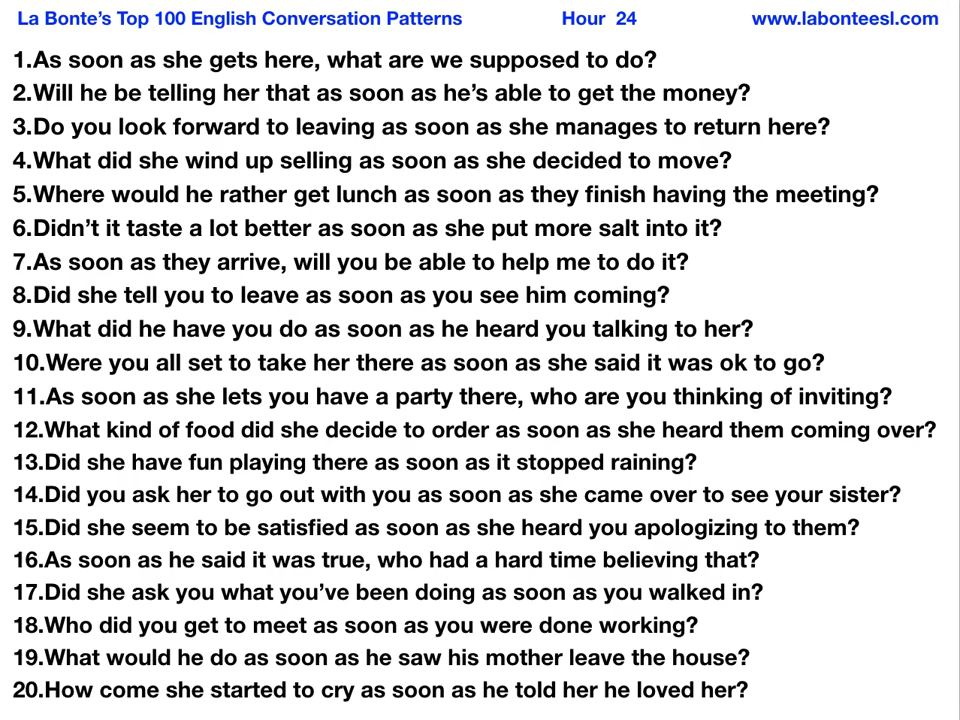 La Bonte's Top 100 English Conversation Patterns Hour 24 www.labonteesl.com
1.As soon as she gets here, what are we supposed to do?
2.Will he be telling her that as soon as he's able to get the money?
3.Do you look forward to leaving as soon as she manages to return here?
4.What did she wind up selling as soon as she decided to move?
5.Where would he rather get lunch as soon as they finish having the meeting?
6.Didn't it taste a lot better as soon as she put more salt into it?
7.As soon as they arrive, will you be able to help me to do it?
8.Did she tell you to leave as soon as you see him coming?
9.What did he have you do as soon as he heard you talking to her?
10.Were you all set to take her there as soon as she said it was ok to go?
11.As soon as she lets you have a party there, who are you thinking of inviting?
12.What kind of food did she decide to order as soon as she heard them coming over?
13.Did she have fun playing there as soon as it stopped raining?
14.Did you ask her to go out with you as soon as she came over to see your sister?
15.Did she seem to be satisfied as soon as she heard you apologizing to them?
16.As soon as he said it was true, who had a hard time believing that?
17.Did she ask you what you've been doing as soon as you walked in?
18.Who did you get to meet as soon as you were done working?
19.What would he do as soon as he saw his mother leave the house?
20.How come she started to cry as soon as he told her he loved her?